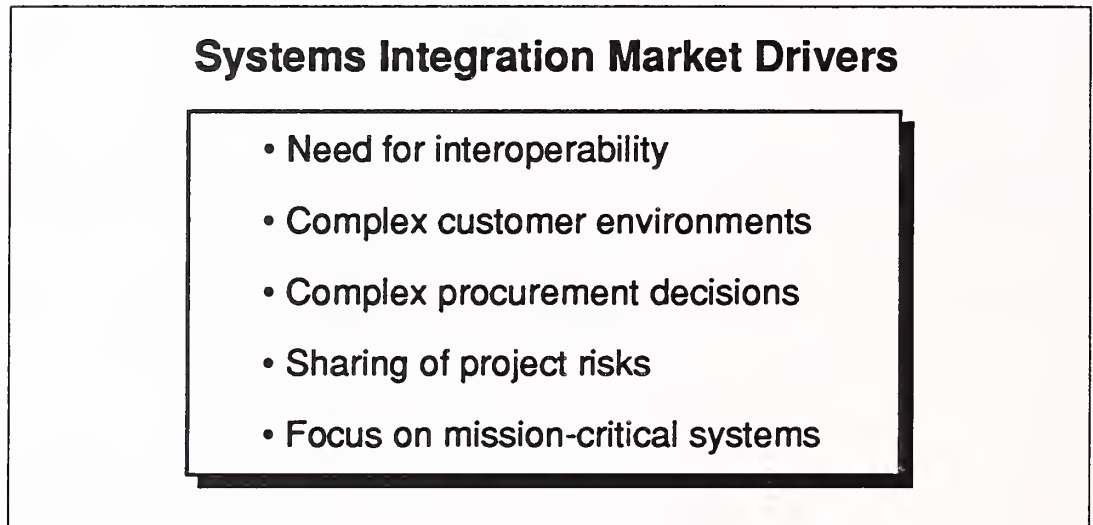 Systems Integration Market Drivers
• Need for interoperability
• Complex customer environments
• Complex procurement decisions
• Sharing of project risks
• Focus on mission-critical systems